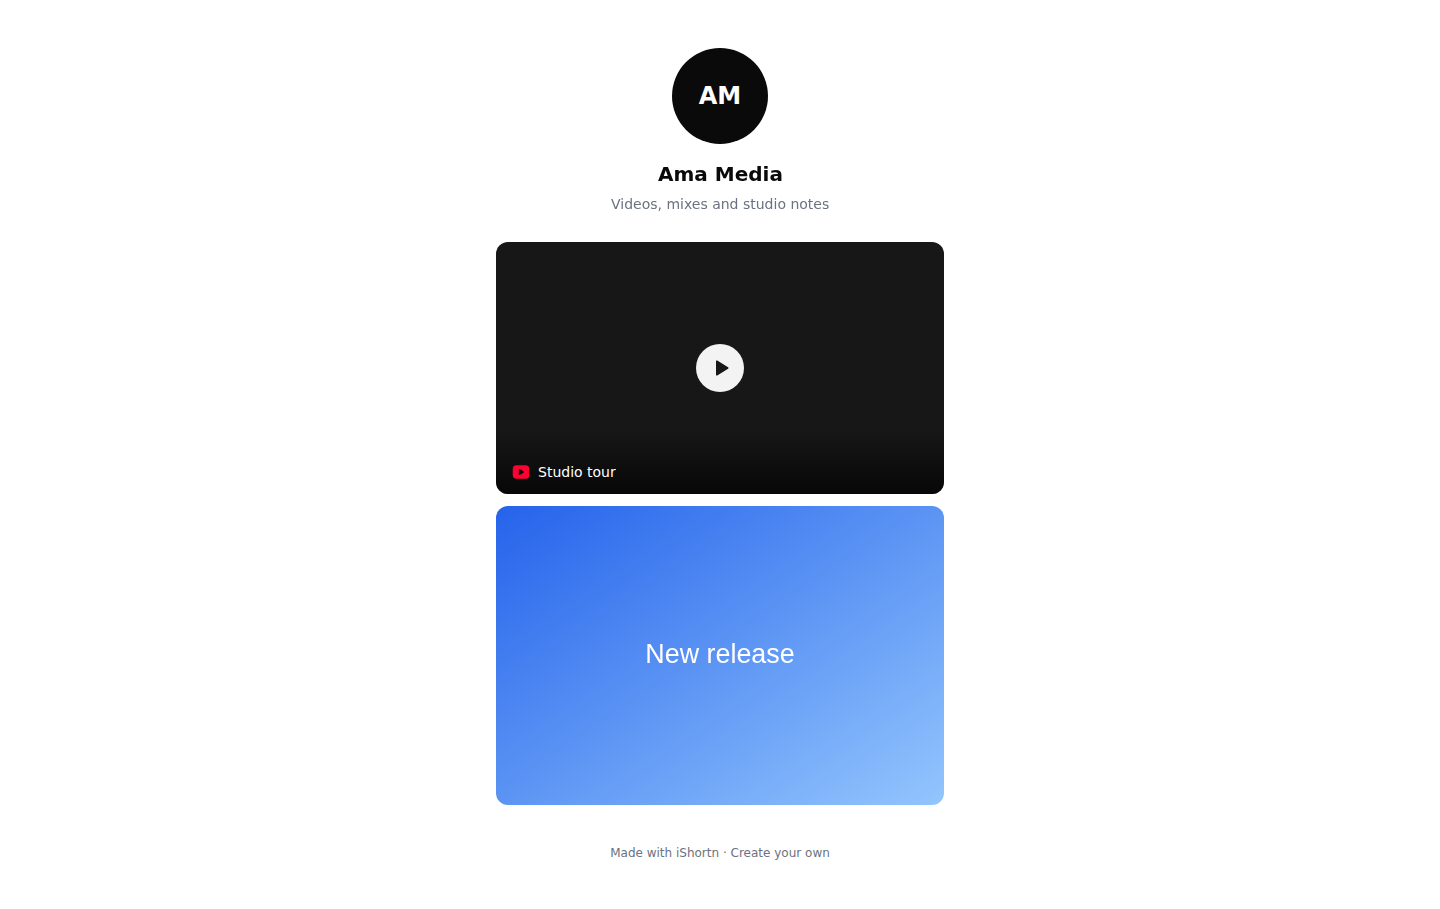 AM
Ama Media
Videos, mixes and studio notes
Studio tour
New release
Made with iShortn · Create your own